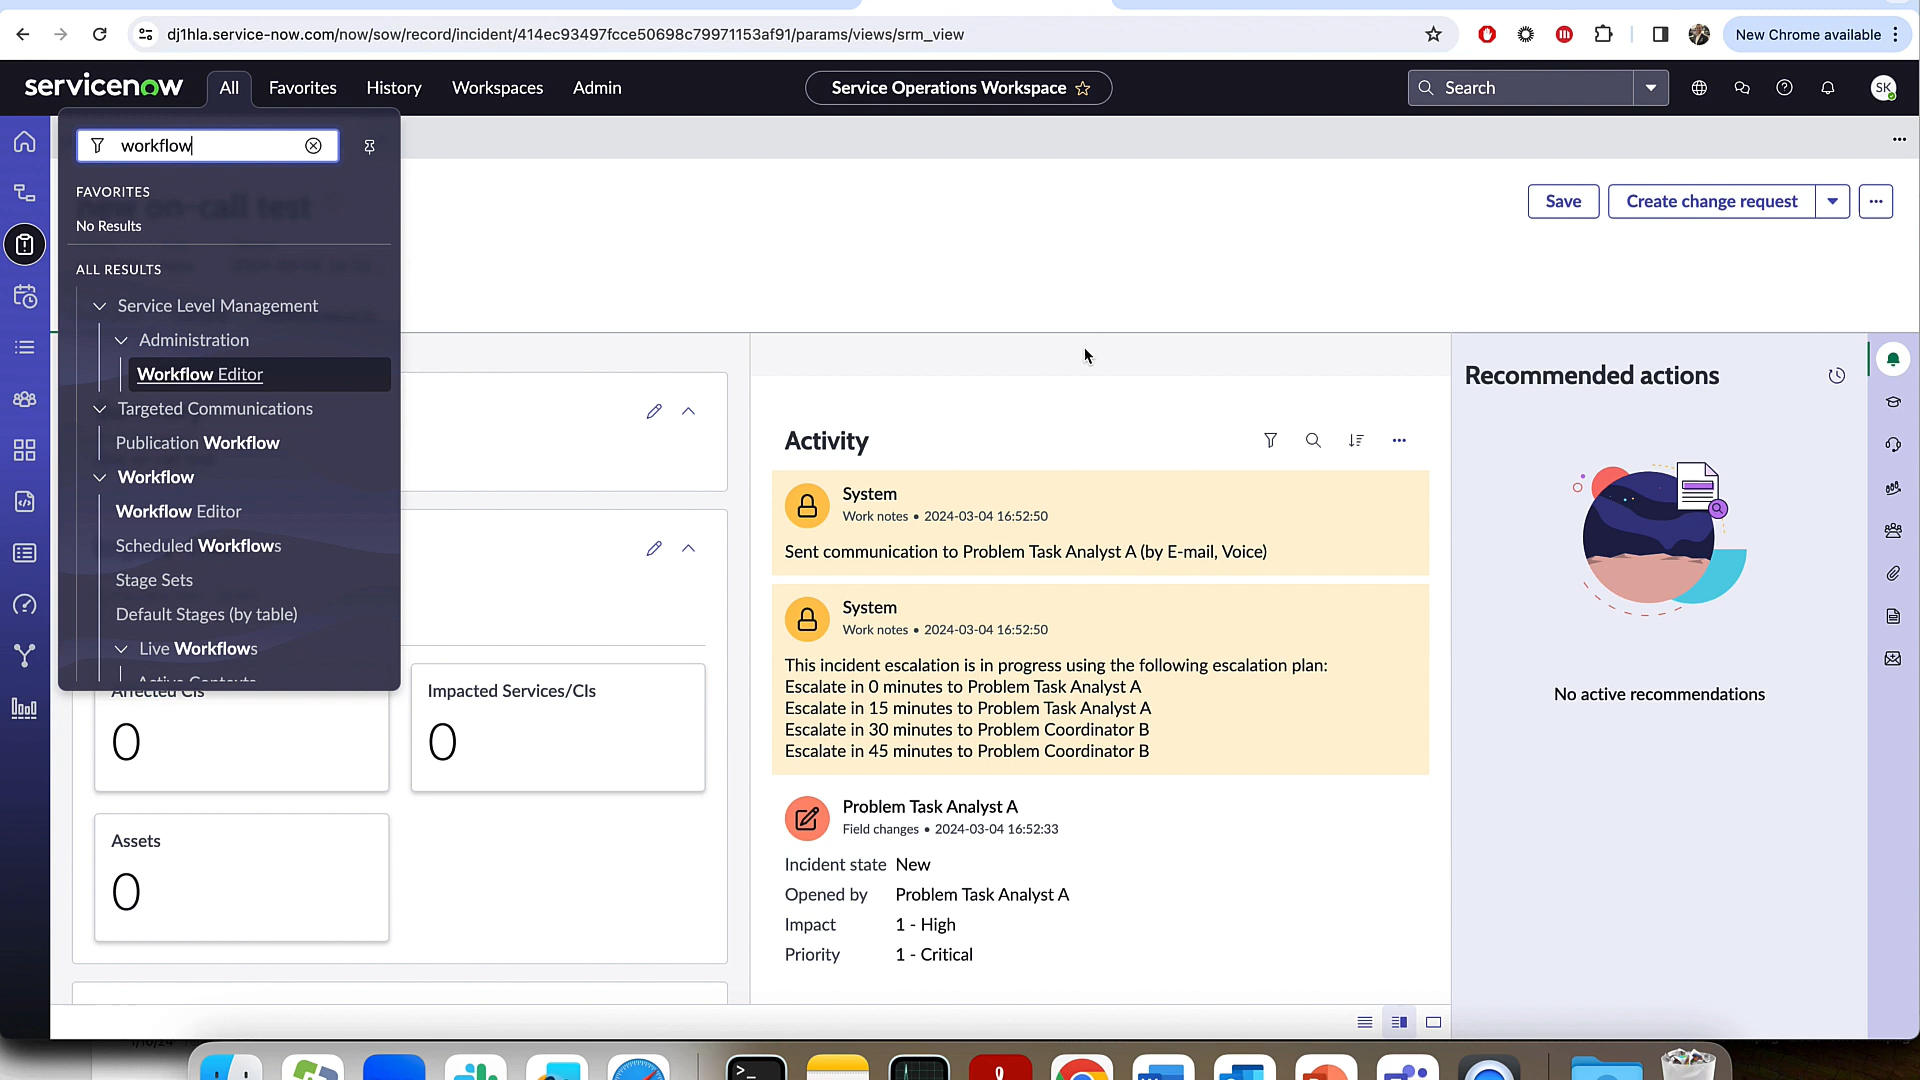 dj1hla.service-now.com/now/sow/record/incident/414ec93497fcce50698c79971153af91/params/views/srm_view
New Chrome available
servicenow
All
Favorites
History
Workspaces
Admin
Service Operations Workspace
Search
SK
workflow
FAVORITES
No Results
ALL RESULTS
Service Level Management
Administration
Workflow Editor
Targeted Communications
Publication Workflow
Workflow
Workflow Editor
Scheduled Workflows
Stage Sets
Default Stages (by table)
Live Workflows
Active Contexts
on-call test
Save
Create change request
Affected CIs
0
Impacted Services/CIs
0
Assets
0
Activity
System
Work notes • 2024-03-04 16:52:50
Sent communication to Problem Task Analyst A (by E-mail, Voice)
System
Work notes • 2024-03-04 16:52:50
This incident escalation is in progress using the following escalation plan:
Escalate in 0 minutes to Problem Task Analyst A
Escalate in 15 minutes to Problem Task Analyst A
Escalate in 30 minutes to Problem Coordinator B
Escalate in 45 minutes to Problem Coordinator B
Problem Task Analyst A
Field changes • 2024-03-04 16:52:33
Incident state New
Opened by Problem Task Analyst A
Impact 1 - High
Priority 1 - Critical
Recommended actions
No active recommendations